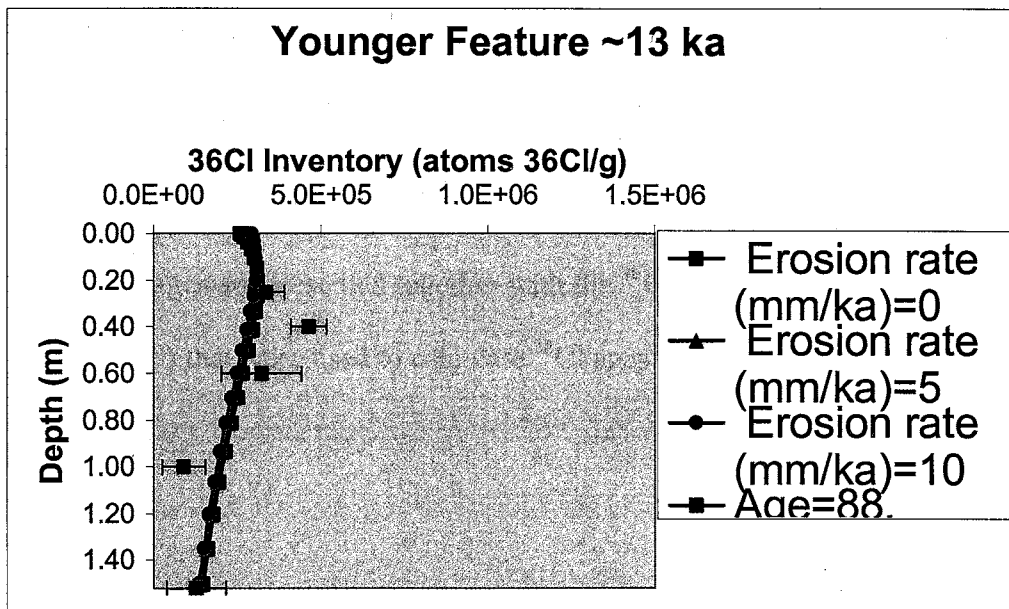 Younger Feature ~13 ka
36Cl Inventory (atoms 36Cl/g)
0.0E+00 5.0E+05 1.0E+06 1.5E+06
Depth (m)
0.00
0.20
0.40
0.60
0.80
1.00
1.20
1.40
Erosion rate
(mm/ka)=0
Erosion rate
(mm/ka)=5
Erosion rate
(mm/ka)=10
Age=88.